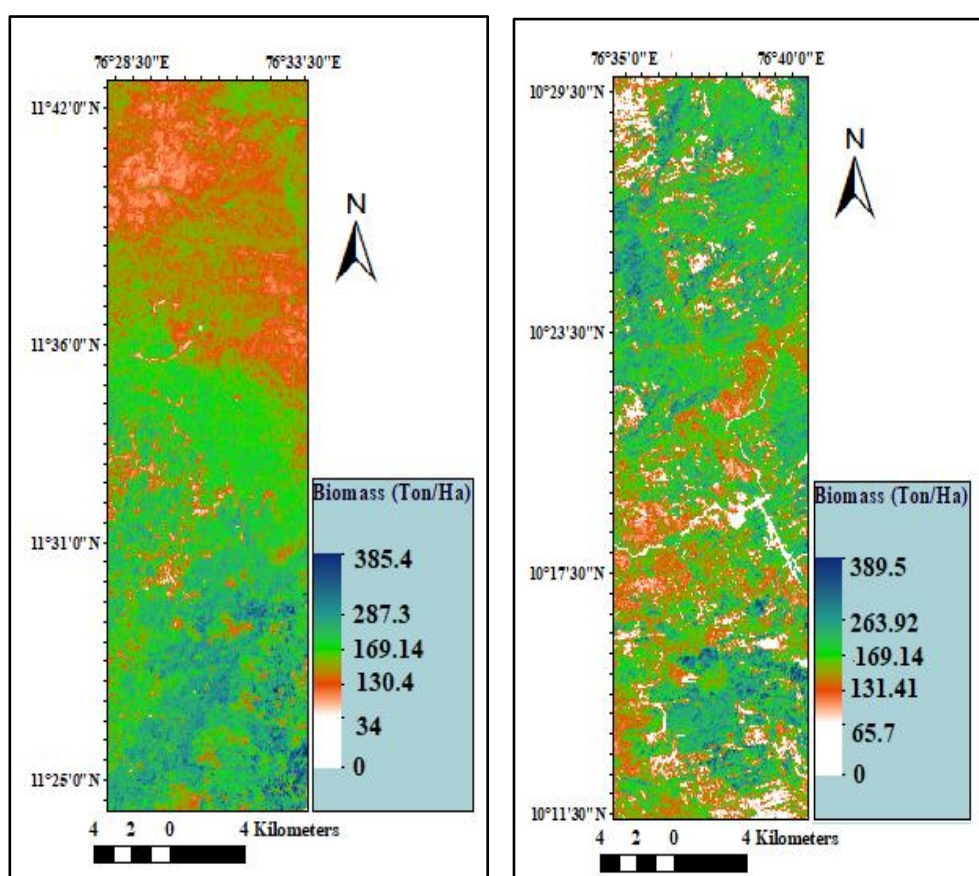 76°28'30"E 76°33'30"E
11°42'0"N
N
11°36'0"N
11°31'0"N
11°25'0"N
Biomass (Ton/Ha)
385.4
287.3
169.14
130.4
34
0
4 2 0 4 Kilometers
76°35'0"E 76°40'0"E
10°29'30"N
N
10°23'30"N
10°17'30"N
10°11'30"N
Biomass (Ton/Ha)
389.5
263.92
169.14
131.41
65.7
0
4 2 0 4 Kilometers